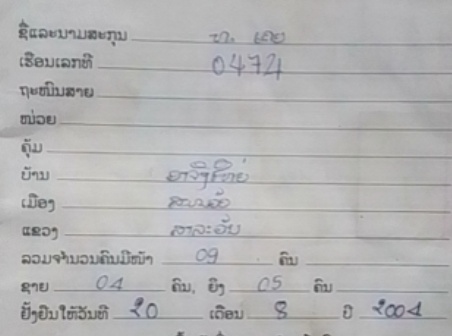 ຊື່ແລະນາມສະກຸນ ທ. ເຄຍ
ເຮືອນເລກທີ 0474
ຖະໜົນສາຍ
ໜ່ວຍ
ຄຸ້ມ
ບ້ານ
ເມືອງ
ແຂວງ ສາລະວັນ
ລວມຈຳນວນຄົນມີໜ້າ 09 ຄົນ
ຊາຍ 04 ຄົນ, ຍິງ 05 ຄົນ
ຢັ້ງຢືນໃຫ້ວັນທີ 20 ເດືອນ 8 ປີ 2004